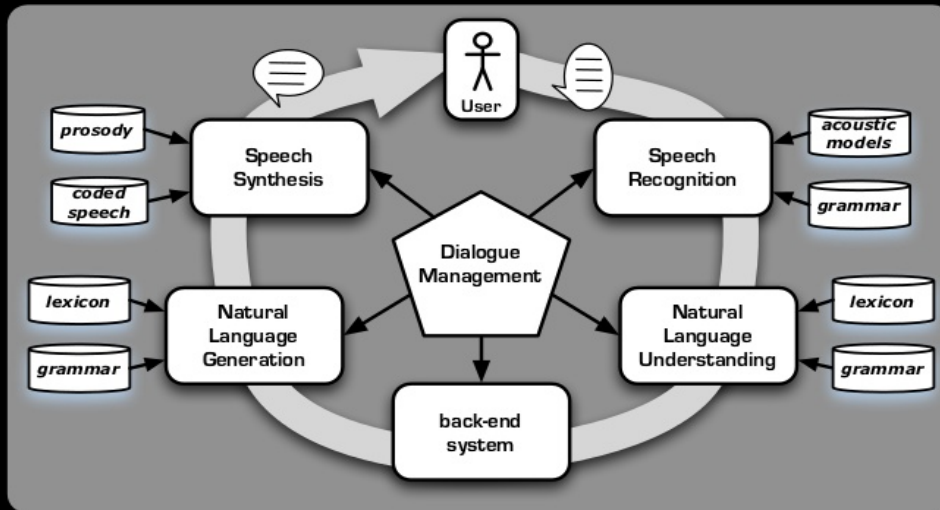 User
prosody
Speech
Synthesis
coded
speech
Speech
Recognition
acoustic
models
grammar
Dialogue
Management
lexicon
Natural
Language
Generation
grammar
Natural
Language
Understanding
lexicon
grammar
back-end
system